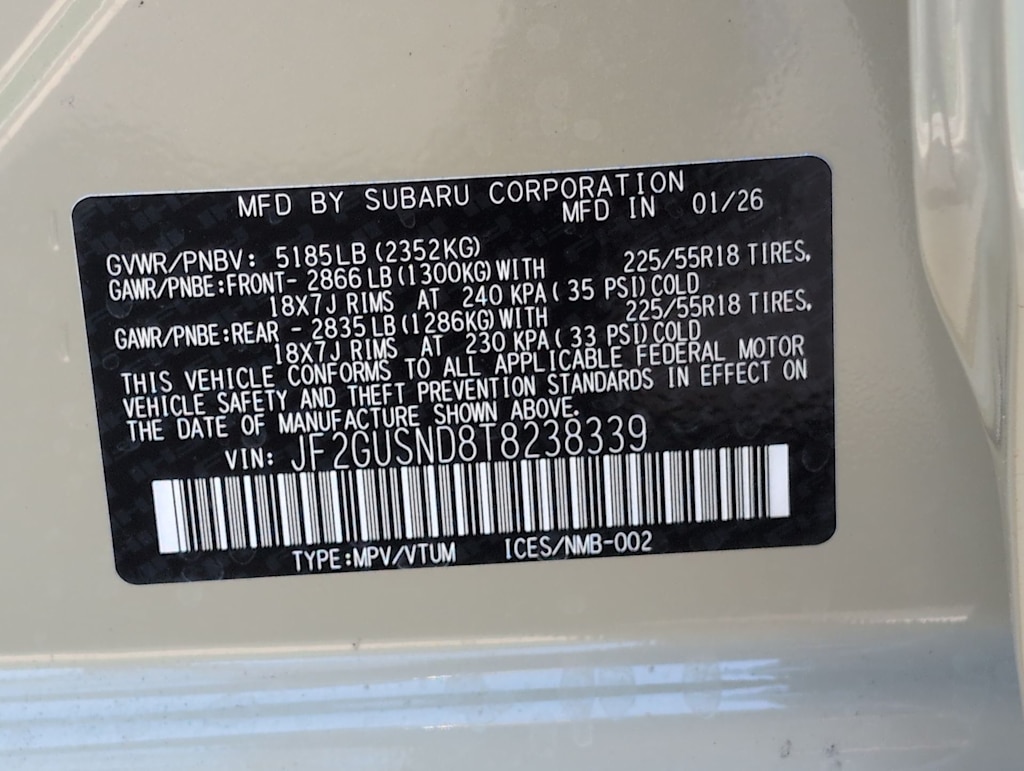 MFD BY SUBARU CORPORATION
MFD IN 01/26
GVWR/PNBV: 5185LB (2352KG)
GAWR/PNBE:FRONT- 2866 LB (1300KG) WITH 225/55R18 TIRES,
18X7J RIMS AT 240 KPA ( 35 PSI) COLD
GAWR/PNBE:REAR - 2835 LB (1286KG) WITH 225/55R18 TIRES,
18X7J RIMS AT 230 KPA ( 33 PSI) COLD
THIS VEHICLE CONFORMS TO ALL APPLICABLE FEDERAL MOTOR
VEHICLE SAFETY AND THEFT PREVENTION STANDARDS IN EFFECT ON
THE DATE OF MANUFACTURE SHOWN ABOVE.
VIN: JF2GUSND8T8238339
TYPE:MPV/VTUM ICES/NMB-002